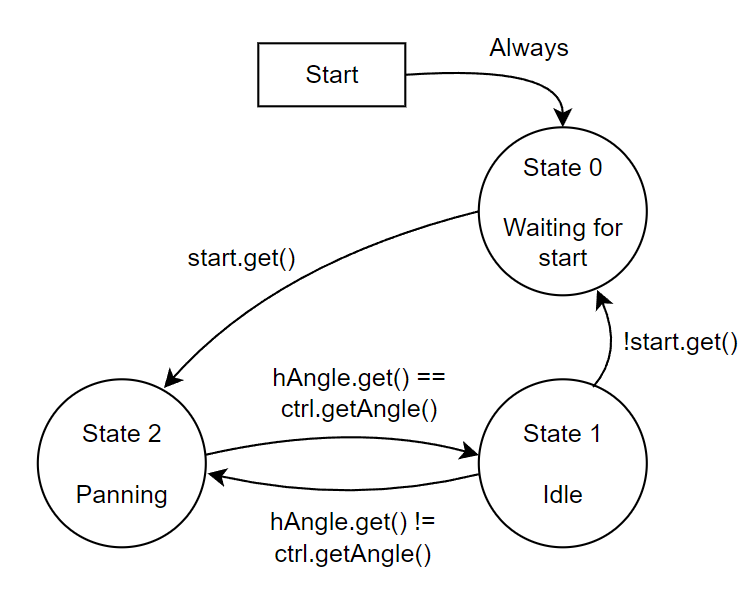 Always
Start
State 0
Waiting for
start
start.get()
!start.get()
hAngle.get() ==
ctrl.getAngle()
State 2
Panning
State 1
Idle
hAngle.get() !=
ctrl.getAngle()